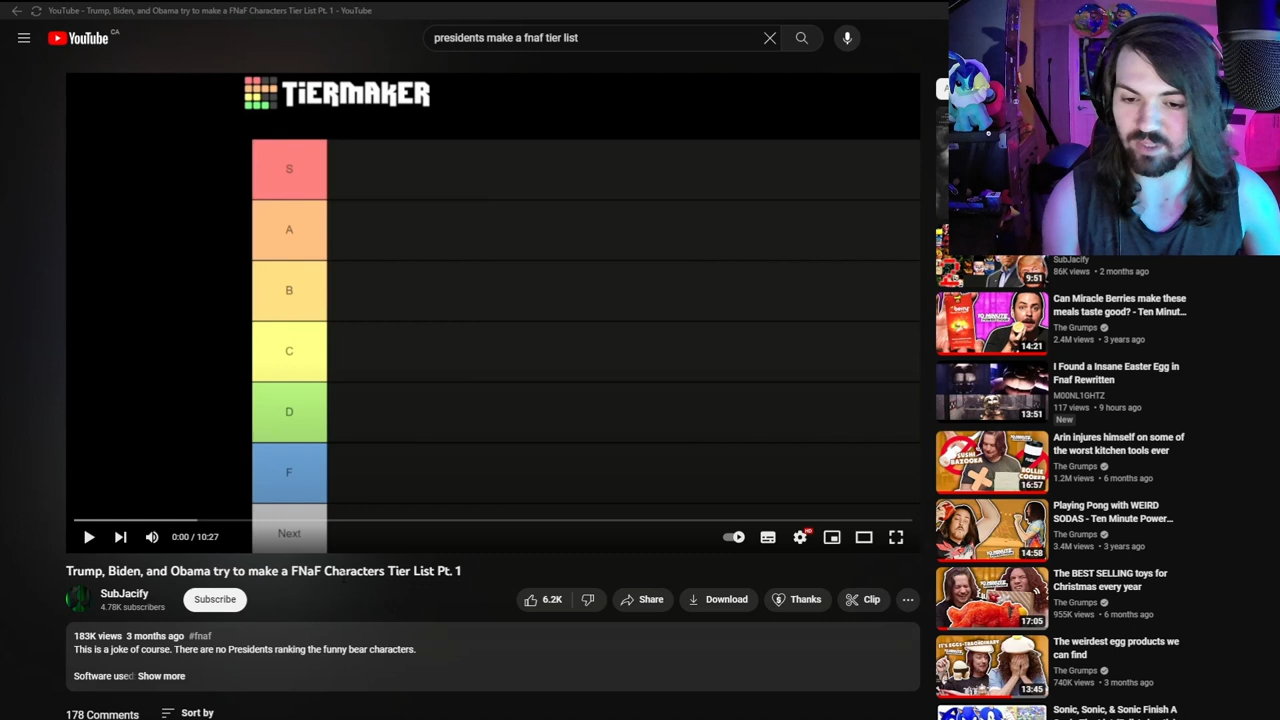 YouTube - Trump, Biden, and Obama try to make a FNaF Characters Tier List Pt. 1 - YouTube
YouTube CA
presidents make a fnaf tier list
TiERMAKER
S
A
B
C
D
F
Next
0:00 / 10:27
HD
Trump, Biden, and Obama try to make a FNaF Characters Tier List Pt. 1
SubJacify
4.78K subscribers
Subscribe
6.2K
Share
Download
Thanks
Clip
183K views 3 months ago #fnaf
This is a joke of course. There are no Presidents ranking the funny bear characters.
Software used: Show more
178 Comments
Sort by
SubJacify
86K views • 2 months ago
9:51
Can Miracle Berries make these
meals taste good? - Ten Minut...
The Grumps
2.4M views • 3 years ago
14:21
I Found a Insane Easter Egg in
Fnaf Rewritten
M00NL1GHTZ
117 views • 9 hours ago
New
13:51
Arin injures himself on some of
the worst kitchen tools ever
The Grumps
1.2M views • 6 months ago
SUSHI
BAZOOKA
ROLLIE
COOKER
16:57
Playing Pong with WEIRD
SODAS - Ten Minute Power...
The Grumps
3.4M views • 3 years ago
14:58
The BEST SELLING toys for
Christmas every year
The Grumps
955K views • 6 months ago
17:05
The weirdest egg products we
can find
The Grumps
740K views • 3 months ago
13:45
Sonic, Sonic, & Sonic Finish A